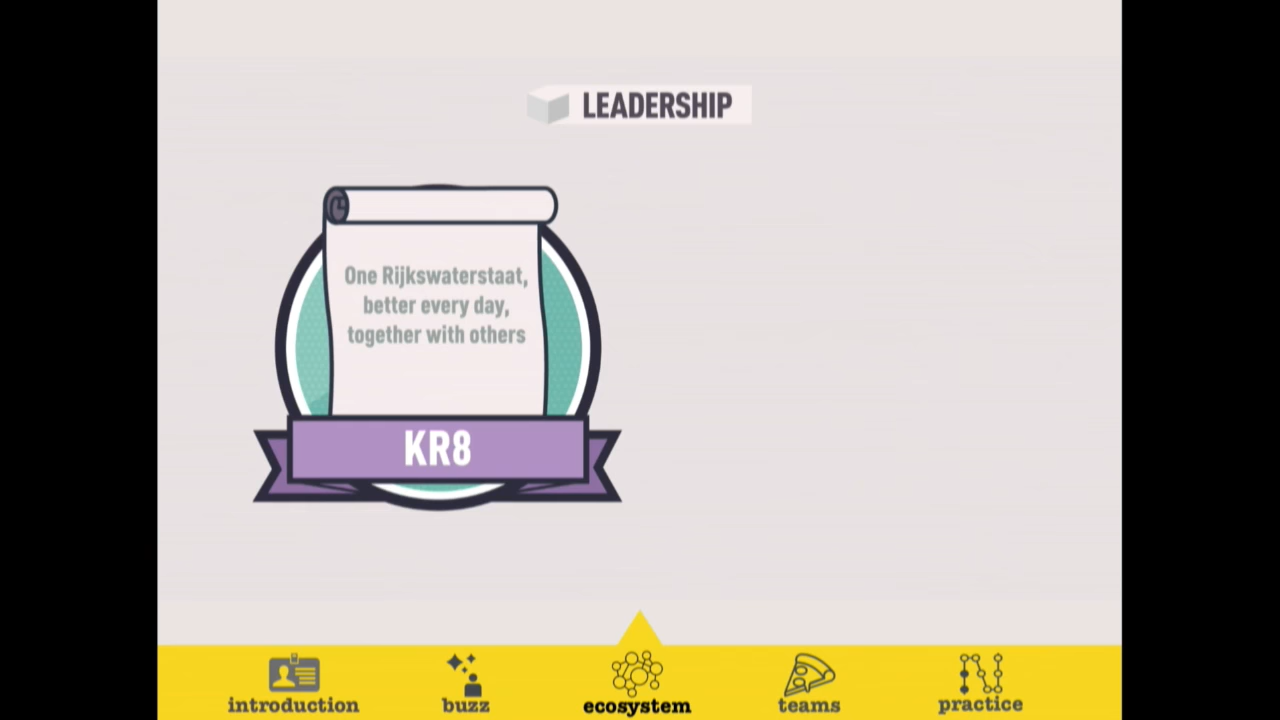 LEADERSHIP
One Rijkswaterstaat,
better every day,
together with others
KR8
introduction
buzz
ecosystem
teams
practice